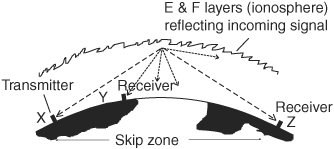 E & F layers (ionosphere)
reflecting incoming signal
Transmitter
Receiver
X
Y
Receiver
Z
Skip zone